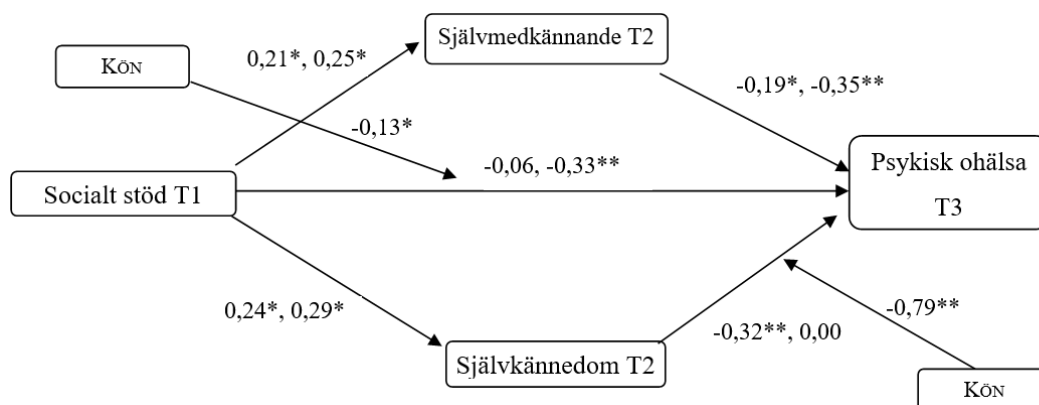 Självmedkännande T2
0,21*, 0,25*
KÖN
-0,19*, -0,35**
-0,13*
-0,06, -0,33**
Psykisk ohälsa
T3
Socialt stöd T1
0,24*, 0,29*
-0,79**
-0,32**, 0,00
Självkännedom T2
KÖN